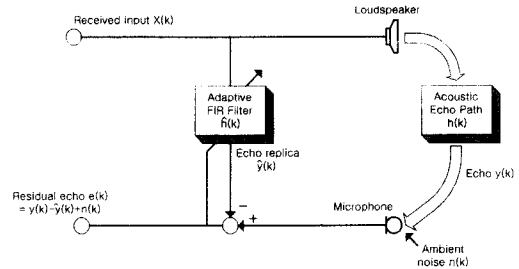 Received input X(k)
Loudspeaker
Adaptive
FIR Filter
ĥ(k)
Acoustic
Echo Path
h(k)
Echo replica
ŷ(k)
Echo y(k)
Residual echo e(k)
= y(k)-ŷ(k)+n(k)
−
+
Microphone
Ambient
noise n(k)